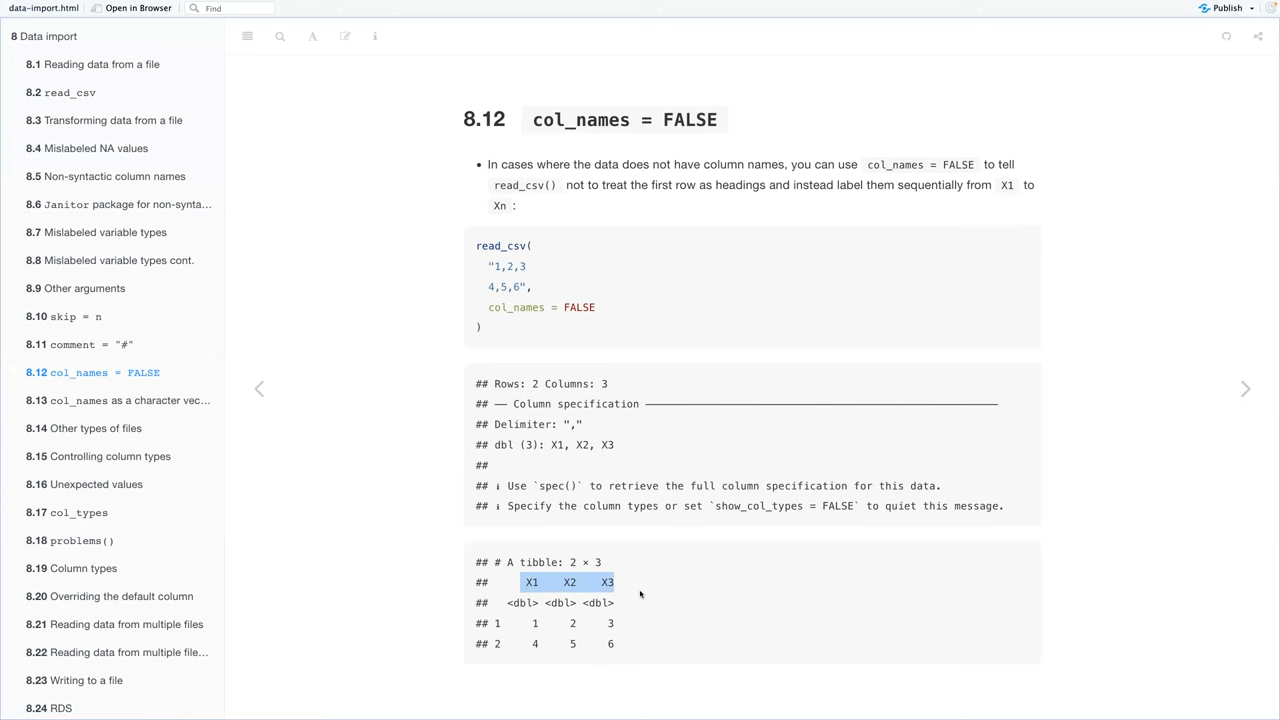 data-import.html
Open in Browser
Find
Publish
8 Data import
8.1 Reading data from a file
8.2 read_csv
8.3 Transforming data from a file
8.4 Mislabeled NA values
8.5 Non-syntactic column names
8.6 Janitor package for non-synta...
8.7 Mislabeled variable types
8.8 Mislabeled variable types cont.
8.9 Other arguments
8.10 skip = n
8.11 comment = "#"
8.12 col_names = FALSE
8.13 col_names as a character vec...
8.14 Other types of files
8.15 Controlling column types
8.16 Unexpected values
8.17 col_types
8.18 problems()
8.19 Column types
8.20 Overriding the default column
8.21 Reading data from multiple files
8.22 Reading data from multiple file...
8.23 Writing to a file
8.24 RDS
8.12 col_names = FALSE
• In cases where the data does not have column names, you can use col_names = FALSE to tell
read_csv() not to treat the first row as headings and instead label them sequentially from X1 to
Xn :
read_csv(
"1,2,3
4,5,6",
col_names = FALSE
)
## Rows: 2 Columns: 3
## ── Column specification ────────────────────────────────────────────────────────
## Delimiter: ","
## dbl (3): X1, X2, X3
##
## ℹ Use `spec()` to retrieve the full column specification for this data.
## ℹ Specify the column types or set `show_col_types = FALSE` to quiet this message.
## # A tibble: 2 × 3
## X1 X2 X3
## <dbl> <dbl> <dbl>
## 1 1 2 3
## 2 4 5 6